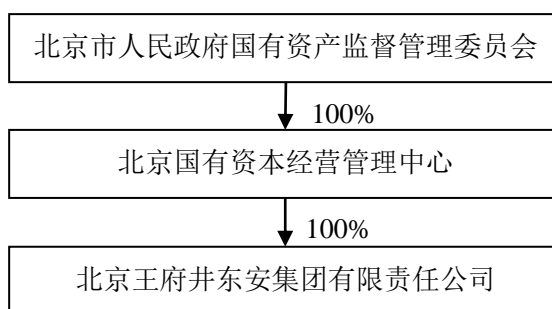 北京市人民政府国有资产监督管理委员会
100%
北京国有资本经营管理中心
100%
北京王府井东安集团有限责任公司